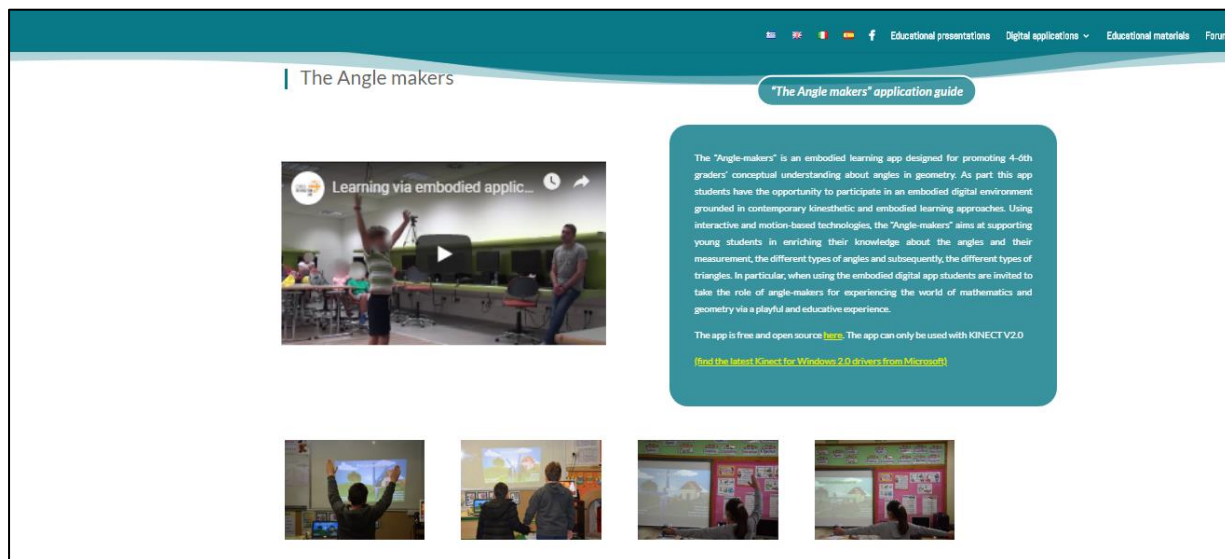 Educational presentations Digital applications Educational materials Forum
The Angle makers
"The Angle makers" application guide
Learning via embodied applic...
The "Angle-makers" is an embodied learning app designed for promoting 4-6th
graders' conceptual understanding about angles in geometry. As part this app
students have the opportunity to participate in an embodied digital environment
grounded in contemporary kinesthetic and embodied learning approaches. Using
interactive and motion-based technologies, the "Angle-makers" aims at supporting
young students in enriching their knowledge about the angles and their
measurement, the different types of angles and subsequently, the different types of
triangles. In particular, when using the embodied digital app students are invited to
take the role of angle-makers for experiencing the world of mathematics and
geometry via a playful and educative experience.
The app is free and open source here. The app can only be used with KINECT V2.0
(find the latest Kinect for Windows 2.0 drivers from Microsoft)